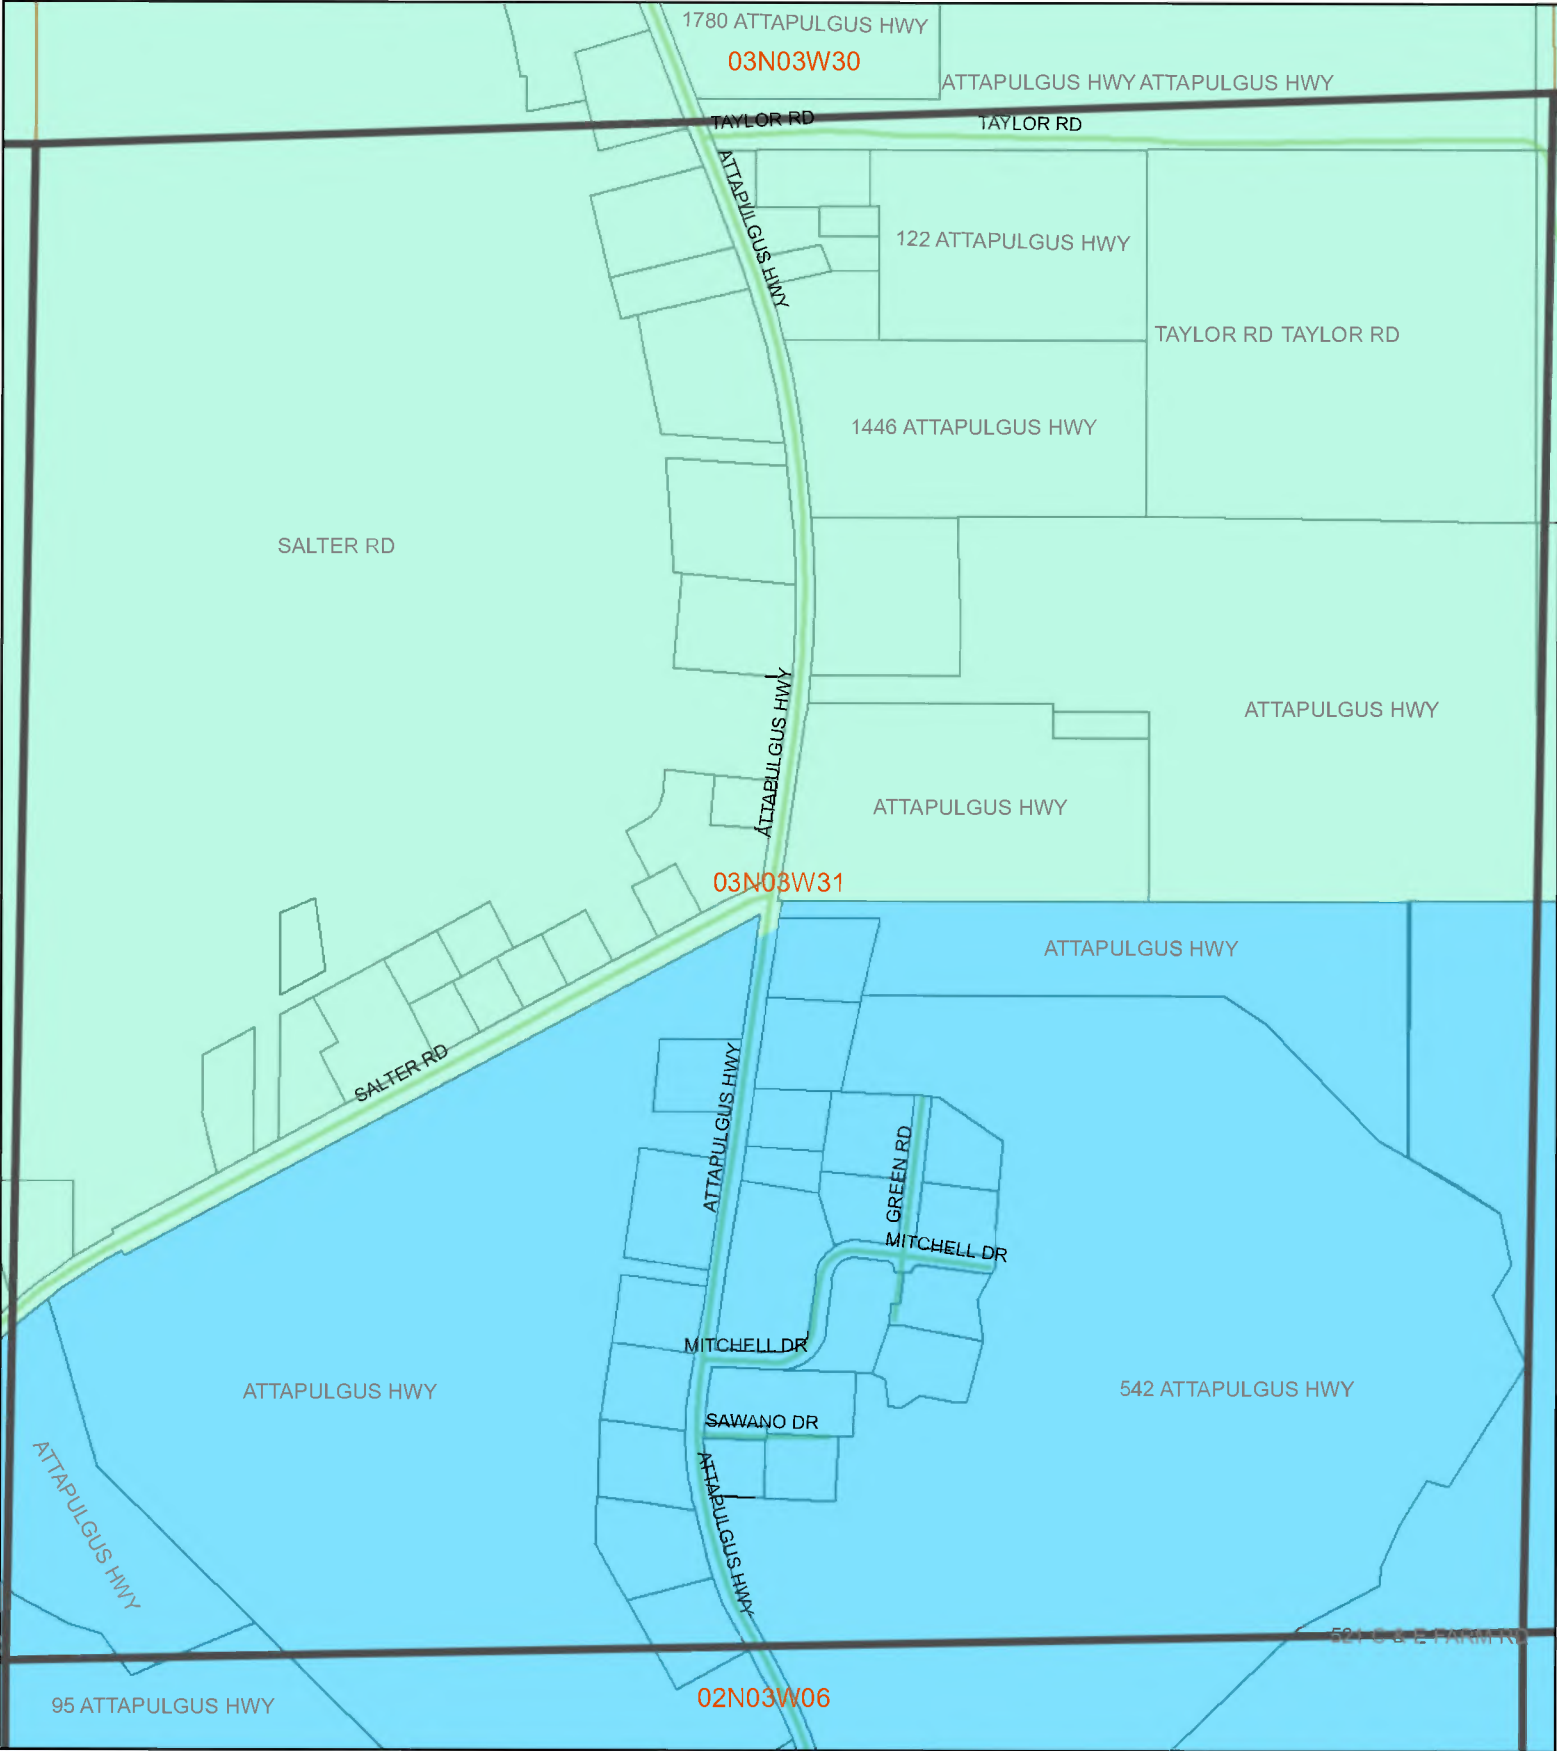 1780 ATTAPULGUS HWY
03N03W30
ATTAPULGUS HWY ATTAPULGUS HWY
TAYLOR RD
TAYLOR RD
ATTAPULGUS HWY
122 ATTAPULGUS HWY
TAYLOR RD TAYLOR RD
1446 ATTAPULGUS HWY
SALTER RD
ATTAPULGUS HWY
ATTAPULGUS HWY
ATTAPULGUS HWY
03N03W31
ATTAPULGUS HWY
SALTER RD
ATTAPULGUS HWY
GREEN RD
MITCHELL DR
MITCHELL DR
ATTAPULGUS HWY
542 ATTAPULGUS HWY
SAWANO DR
ATTAPULGUS HWY
ATTAPULGUS HWY
521 C & E FARM RD
95 ATTAPULGUS HWY
02N03W06